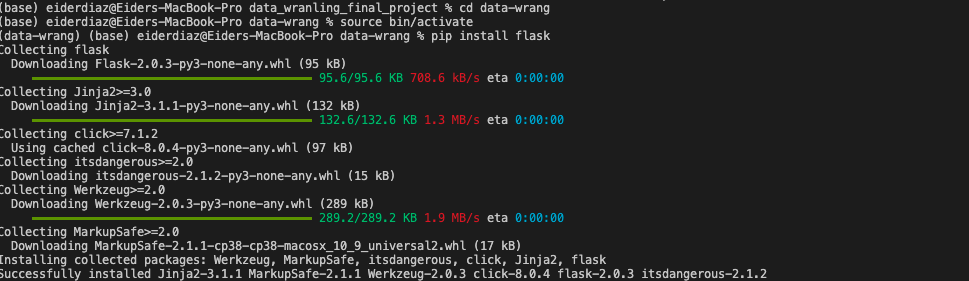 (base) eiderdiaz@Eiders-MacBook-Pro data_wranling_final_project % cd data-wrang
(base) eiderdiaz@Eiders-MacBook-Pro data-wrang % source bin/activate
(data-wrang) (base) eiderdiaz@Eiders-MacBook-Pro data-wrang % pip install flask
Collecting flask
  Downloading Flask-2.0.3-py3-none-any.whl (95 kB)
95.6/95.6 KB 708.6 kB/s eta 0:00:00
Collecting Jinja2>=3.0
  Downloading Jinja2-3.1.1-py3-none-any.whl (132 kB)
132.6/132.6 KB 1.3 MB/s eta 0:00:00
Collecting click>=7.1.2
  Using cached click-8.0.4-py3-none-any.whl (97 kB)
Collecting itsdangerous>=2.0
  Downloading itsdangerous-2.1.2-py3-none-any.whl (15 kB)
Collecting Werkzeug>=2.0
  Downloading Werkzeug-2.0.3-py3-none-any.whl (289 kB)
289.2/289.2 KB 1.9 MB/s eta 0:00:00
Collecting MarkupSafe>=2.0
  Downloading MarkupSafe-2.1.1-cp38-cp38-macosx_10_9_universal2.whl (17 kB)
Installing collected packages: Werkzeug, MarkupSafe, itsdangerous, click, Jinja2, flask
Successfully installed Jinja2-3.1.1 MarkupSafe-2.1.1 Werkzeug-2.0.3 click-8.0.4 flask-2.0.3 itsdangerous-2.1.2